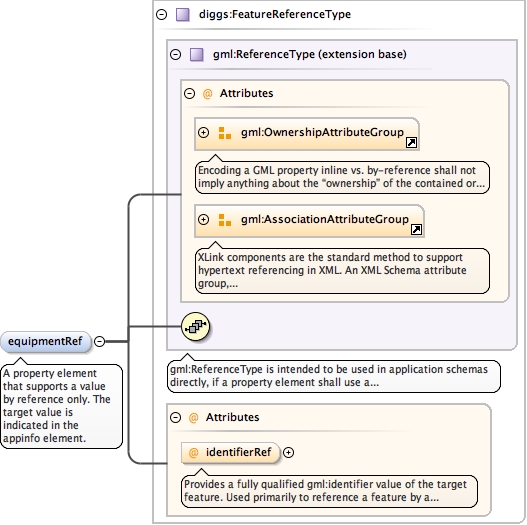 diggs:FeatureReferenceType
gml:ReferenceType (extension base)
@ Attributes
gml:OwnershipAttributeGroup
Encoding a GML property inline vs. by-reference shall not
imply anything about the “ownership” of the contained or...
gml:AssociationAttributeGroup
XLink components are the standard method to support
hypertext referencing in XML. An XML Schema attribute
group,...
equipmentRef
A property element
that supports a value
by reference only. The
target value is
indicated in the
appinfo element.
gml:ReferenceType is intended to be used in application schemas
directly, if a property element shall use a...
@ Attributes
@ identifierRef
Provides a fully qualified gml:identifier value of the target
feature. Used primarily to reference a feature by a...